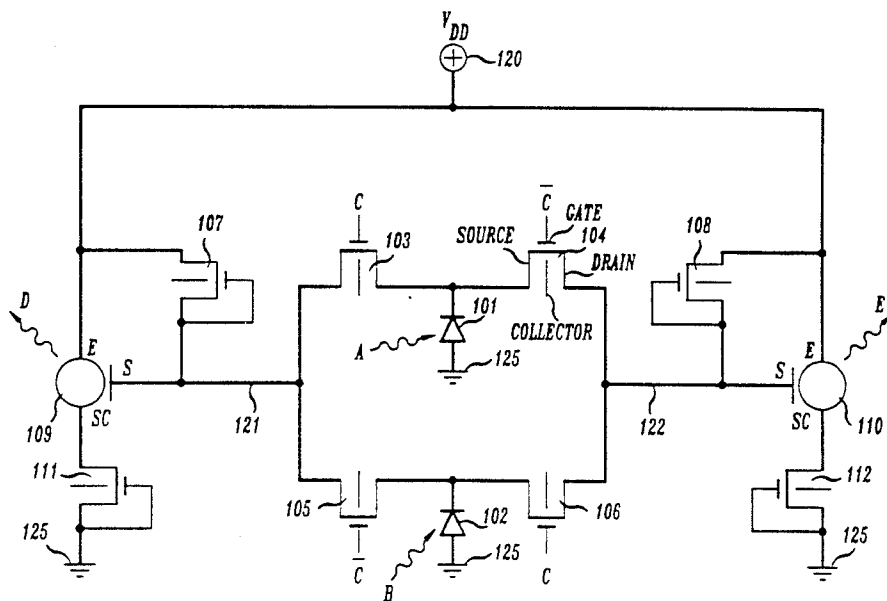 V DD
120
C
C̅
GATE
107
103
SOURCE
104
108
DRAIN
D
101
E
A
COLLECTOR
E
125
E
S
S
SC
121
122
SC
109
110
111
105
102
106
112
125
125
125
C̅
B
C